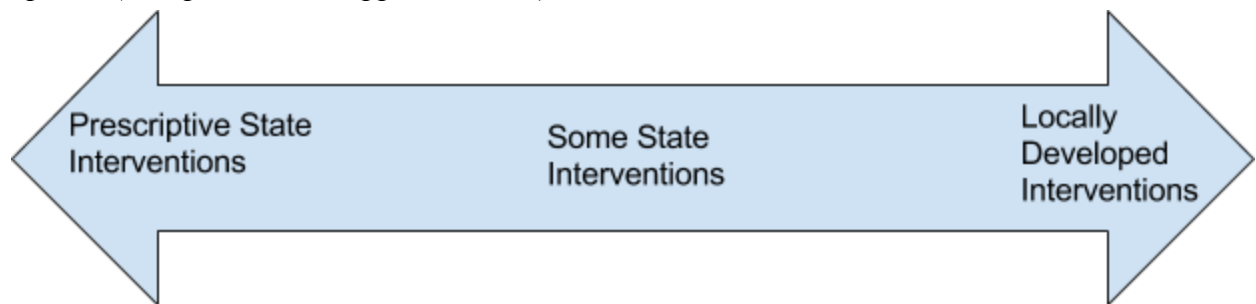 Prescriptive State
Interventions
Some State
Interventions
Locally
Developed
Interventions